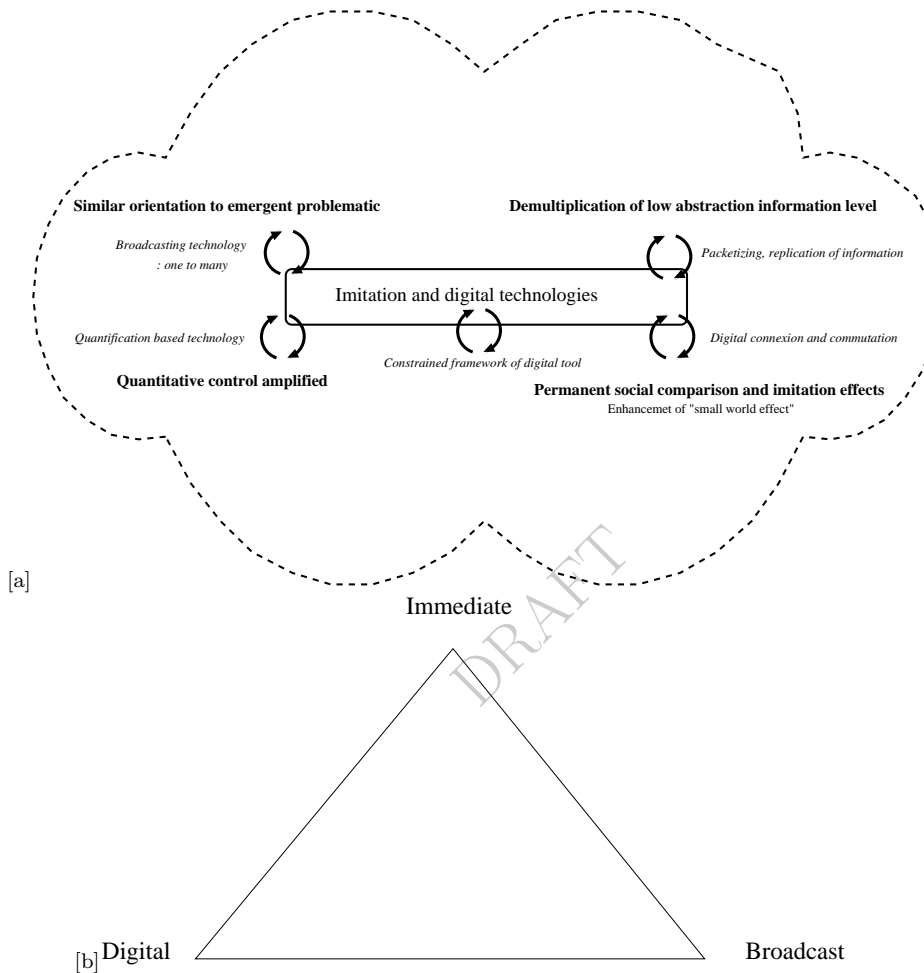 Similar orientation to emergent problematic
Demultiplication of low abstraction information level
Broadcasting technology
: one to many
Packetizing, replication of information
Imitation and digital technologies
Quantification based technology
Digital connexion and commutation
Constrained framework of digital tool
Quantitative control amplified
Permanent social comparison and imitation effects
Enhancemet of "small world effect"
[a]
DRAFT
Immediate
[b]
Digital
Broadcast